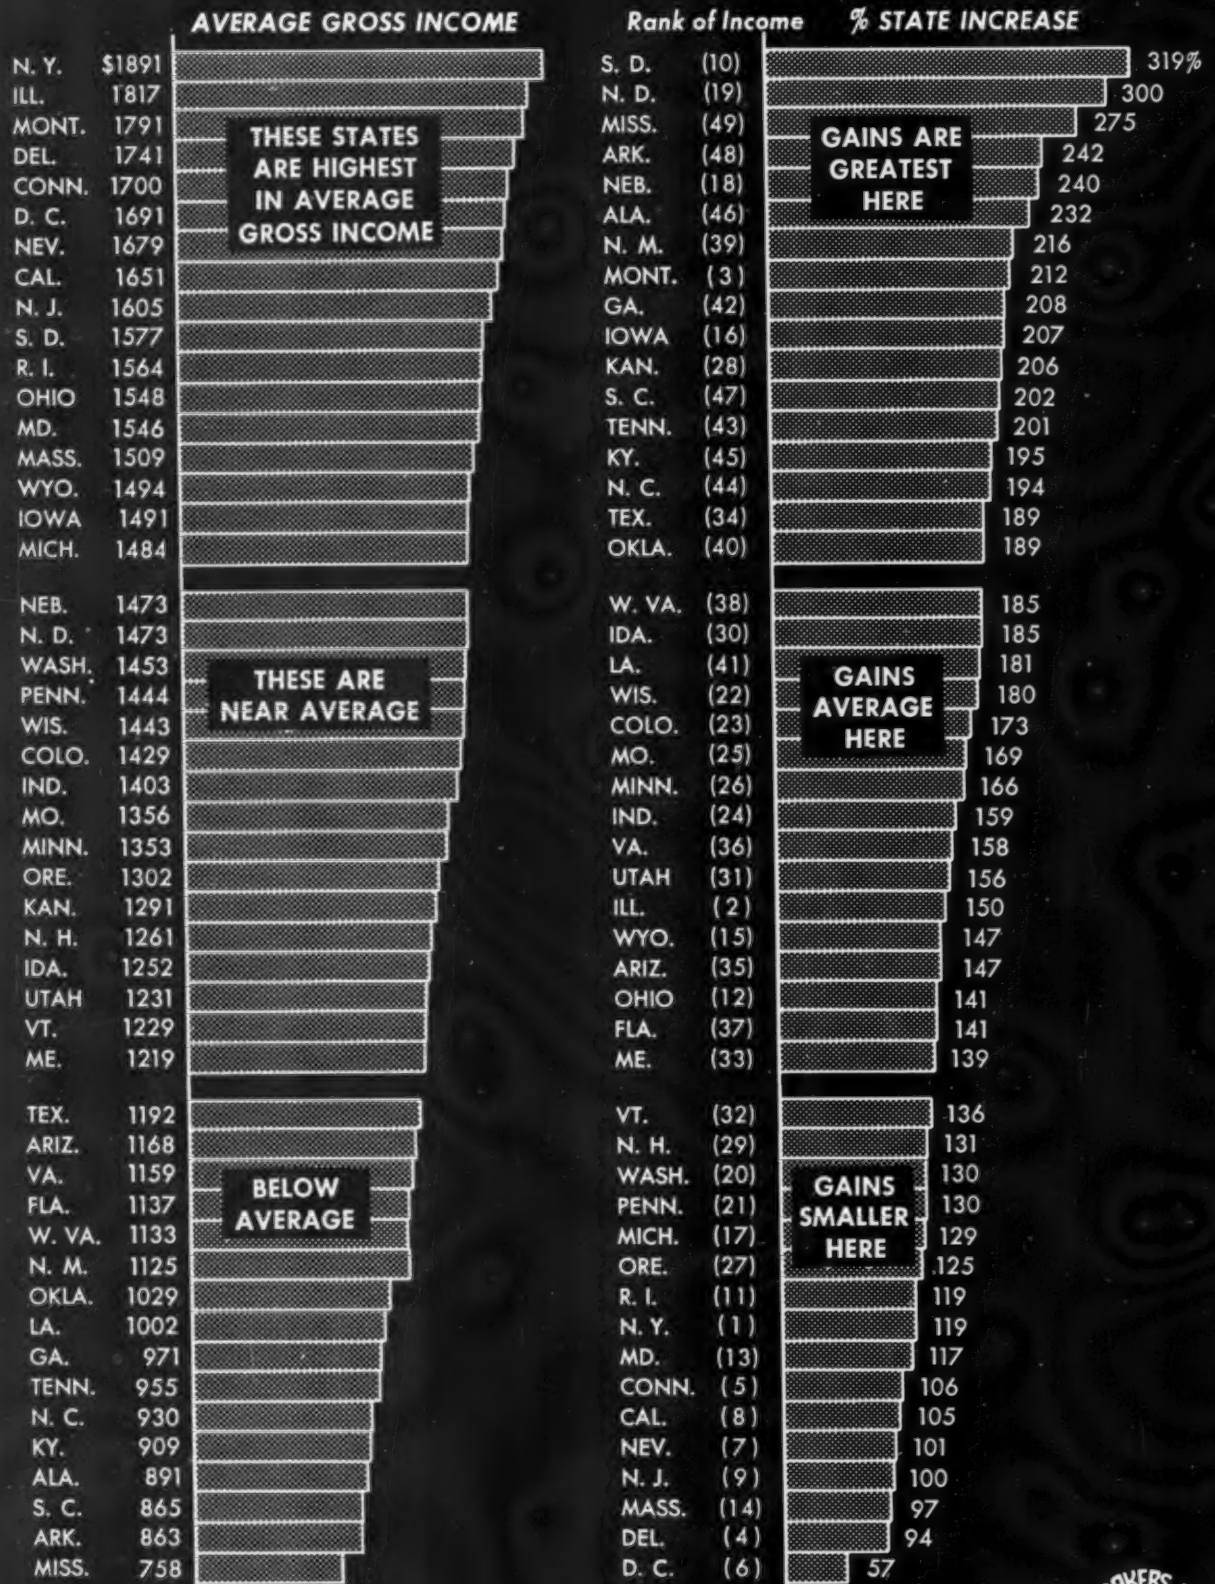 AVERAGE GROSS INCOME
N. Y. $1891
ILL. 1817
MONT. 1791
DEL. 1741
CONN. 1700
D. C. 1691
NEV. 1679
CAL. 1651
N. J. 1605
S. D. 1577
R. I. 1564
OHIO 1548
MD. 1546
MASS. 1509
WYO. 1494
IOWA 1491
MICH. 1484
THESE STATES
ARE HIGHEST
IN AVERAGE
GROSS INCOME
NEB. 1473
N. D. 1473
WASH. 1453
PENN. 1444
WIS. 1443
COLO. 1429
IND. 1403
MO. 1356
MINN. 1353
ORE. 1302
KAN. 1291
N. H. 1261
IDA. 1252
UTAH 1231
VT. 1229
ME. 1219
THESE ARE
NEAR AVERAGE
TEX. 1192
ARIZ. 1168
VA. 1159
FLA. 1137
W. VA. 1133
N. M. 1125
OKLA. 1029
LA. 1002
GA. 971
TENN. 955
N. C. 930
KY. 909
ALA. 891
S. C. 865
ARK. 863
MISS. 758
BELOW
AVERAGE
Rank of Income % STATE INCREASE
S. D. (10) 319%
N. D. (19) 300
MISS. (49) 275
ARK. (48) 242
NEB. (18) 240
ALA. (46) 232
N. M. (39) 216
MONT. (3) 212
GA. (42) 208
IOWA (16) 207
KAN. (28) 206
S. C. (47) 202
TENN. (43) 201
KY. (45) 195
N. C. (44) 194
TEX. (34) 189
OKLA. (40) 189
GAINS ARE
GREATEST
HERE
W. VA. (38) 185
IDA. (30) 185
LA. (41) 181
WIS. (22) 180
COLO. (23) 173
MO. (25) 169
MINN. (26) 166
IND. (24) 159
VA. (36) 158
UTAH (31) 156
ILL. (2) 150
WYO. (15) 147
ARIZ. (35) 147
OHIO (12) 141
FLA. (37) 141
ME. (33) 139
GAINS
AVERAGE
HERE
VT. (32) 136
N. H. (29) 131
WASH. (20) 130
PENN. (21) 130
MICH. (17) 129
ORE. (27) 125
R. I. (11) 119
N. Y. (1) 119
MD. (13) 117
CONN. (5) 106
CAL. (8) 105
NEV. (7) 101
N. J. (9) 100
MASS. (14) 97
DEL. (4) 94
D. C. (6) 57
GAINS
SMALLER
HERE